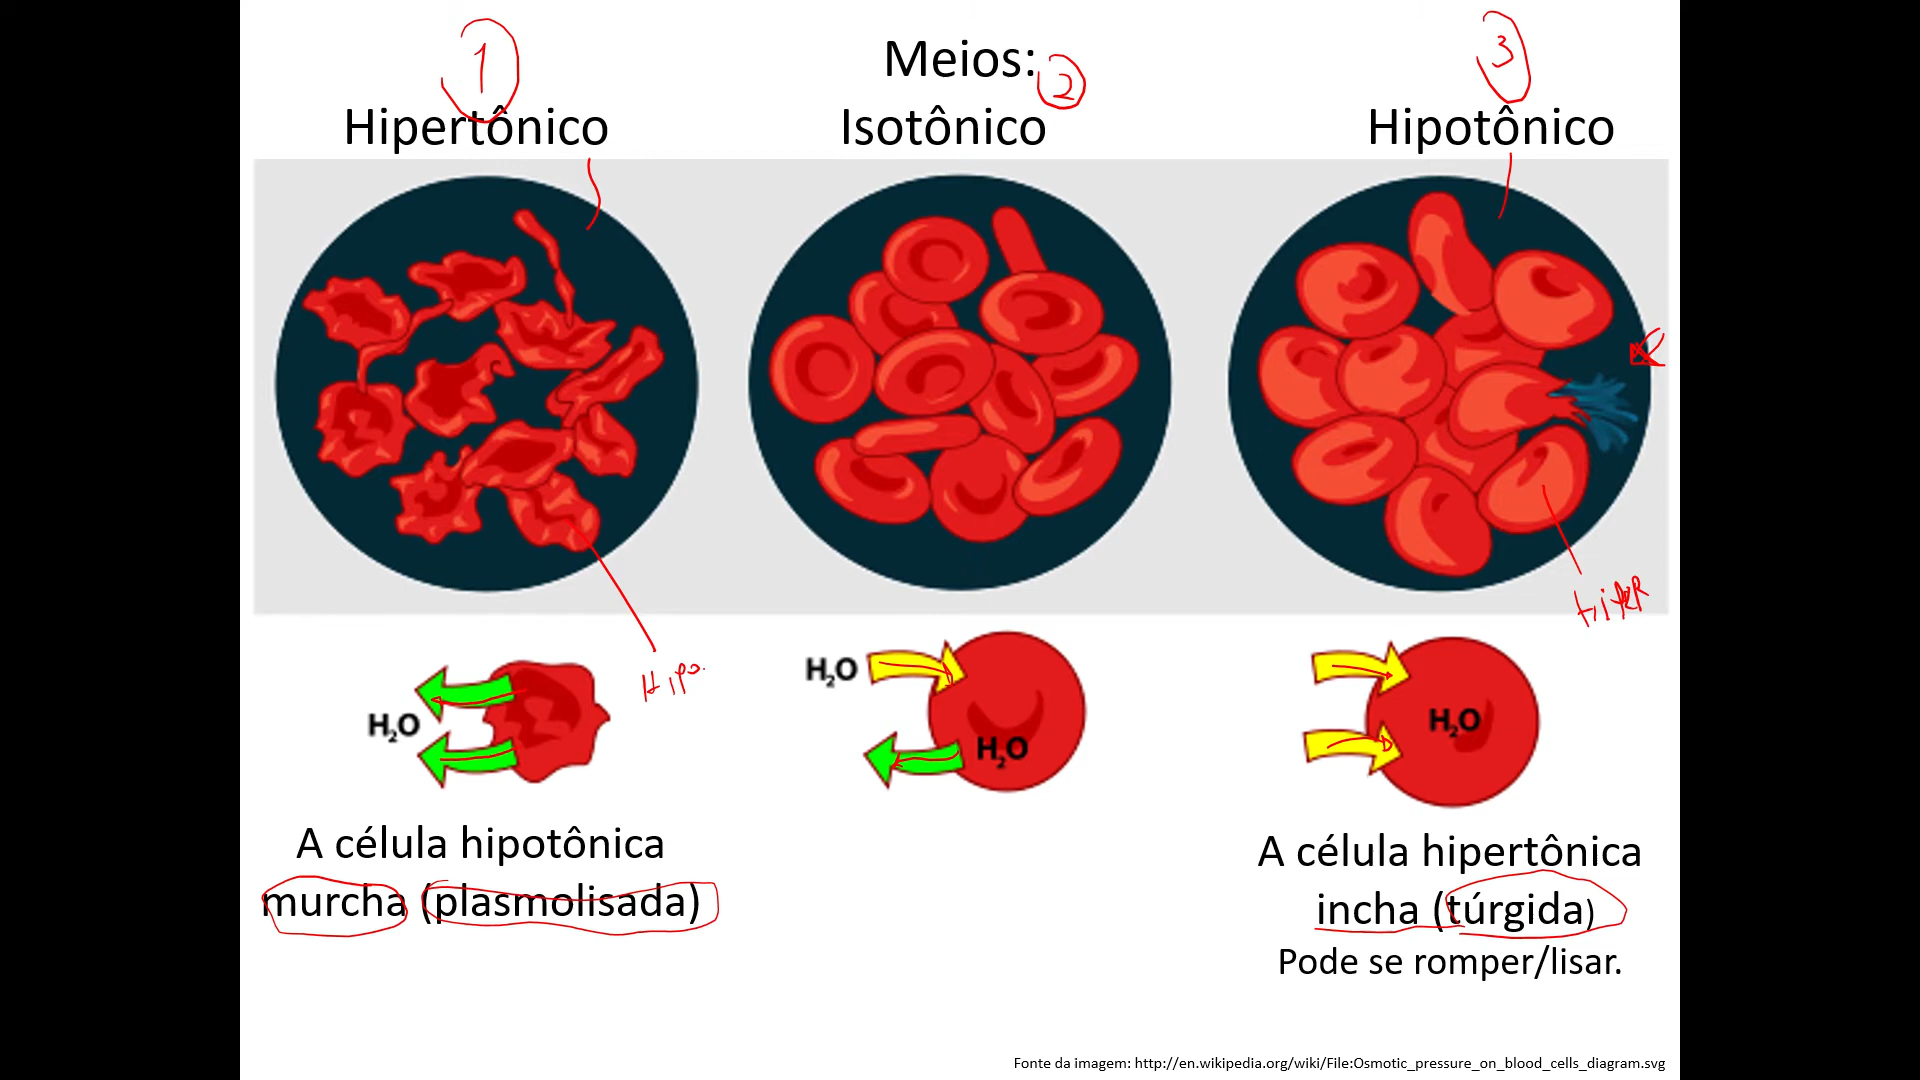 1
Meios:
2
3
Hipertônico
Isotônico
Hipotônico
Hipo.
H₂O
H₂O
H₂O
H₂O
A célula hipotônica
murcha (plasmolisada)
A célula hipertônica
incha (túrgida)
Pode se romper/lisar.
Fonte da imagem: http://en.wikipedia.org/wiki/File:Osmotic_pressure_on_blood_cells_diagram.svg